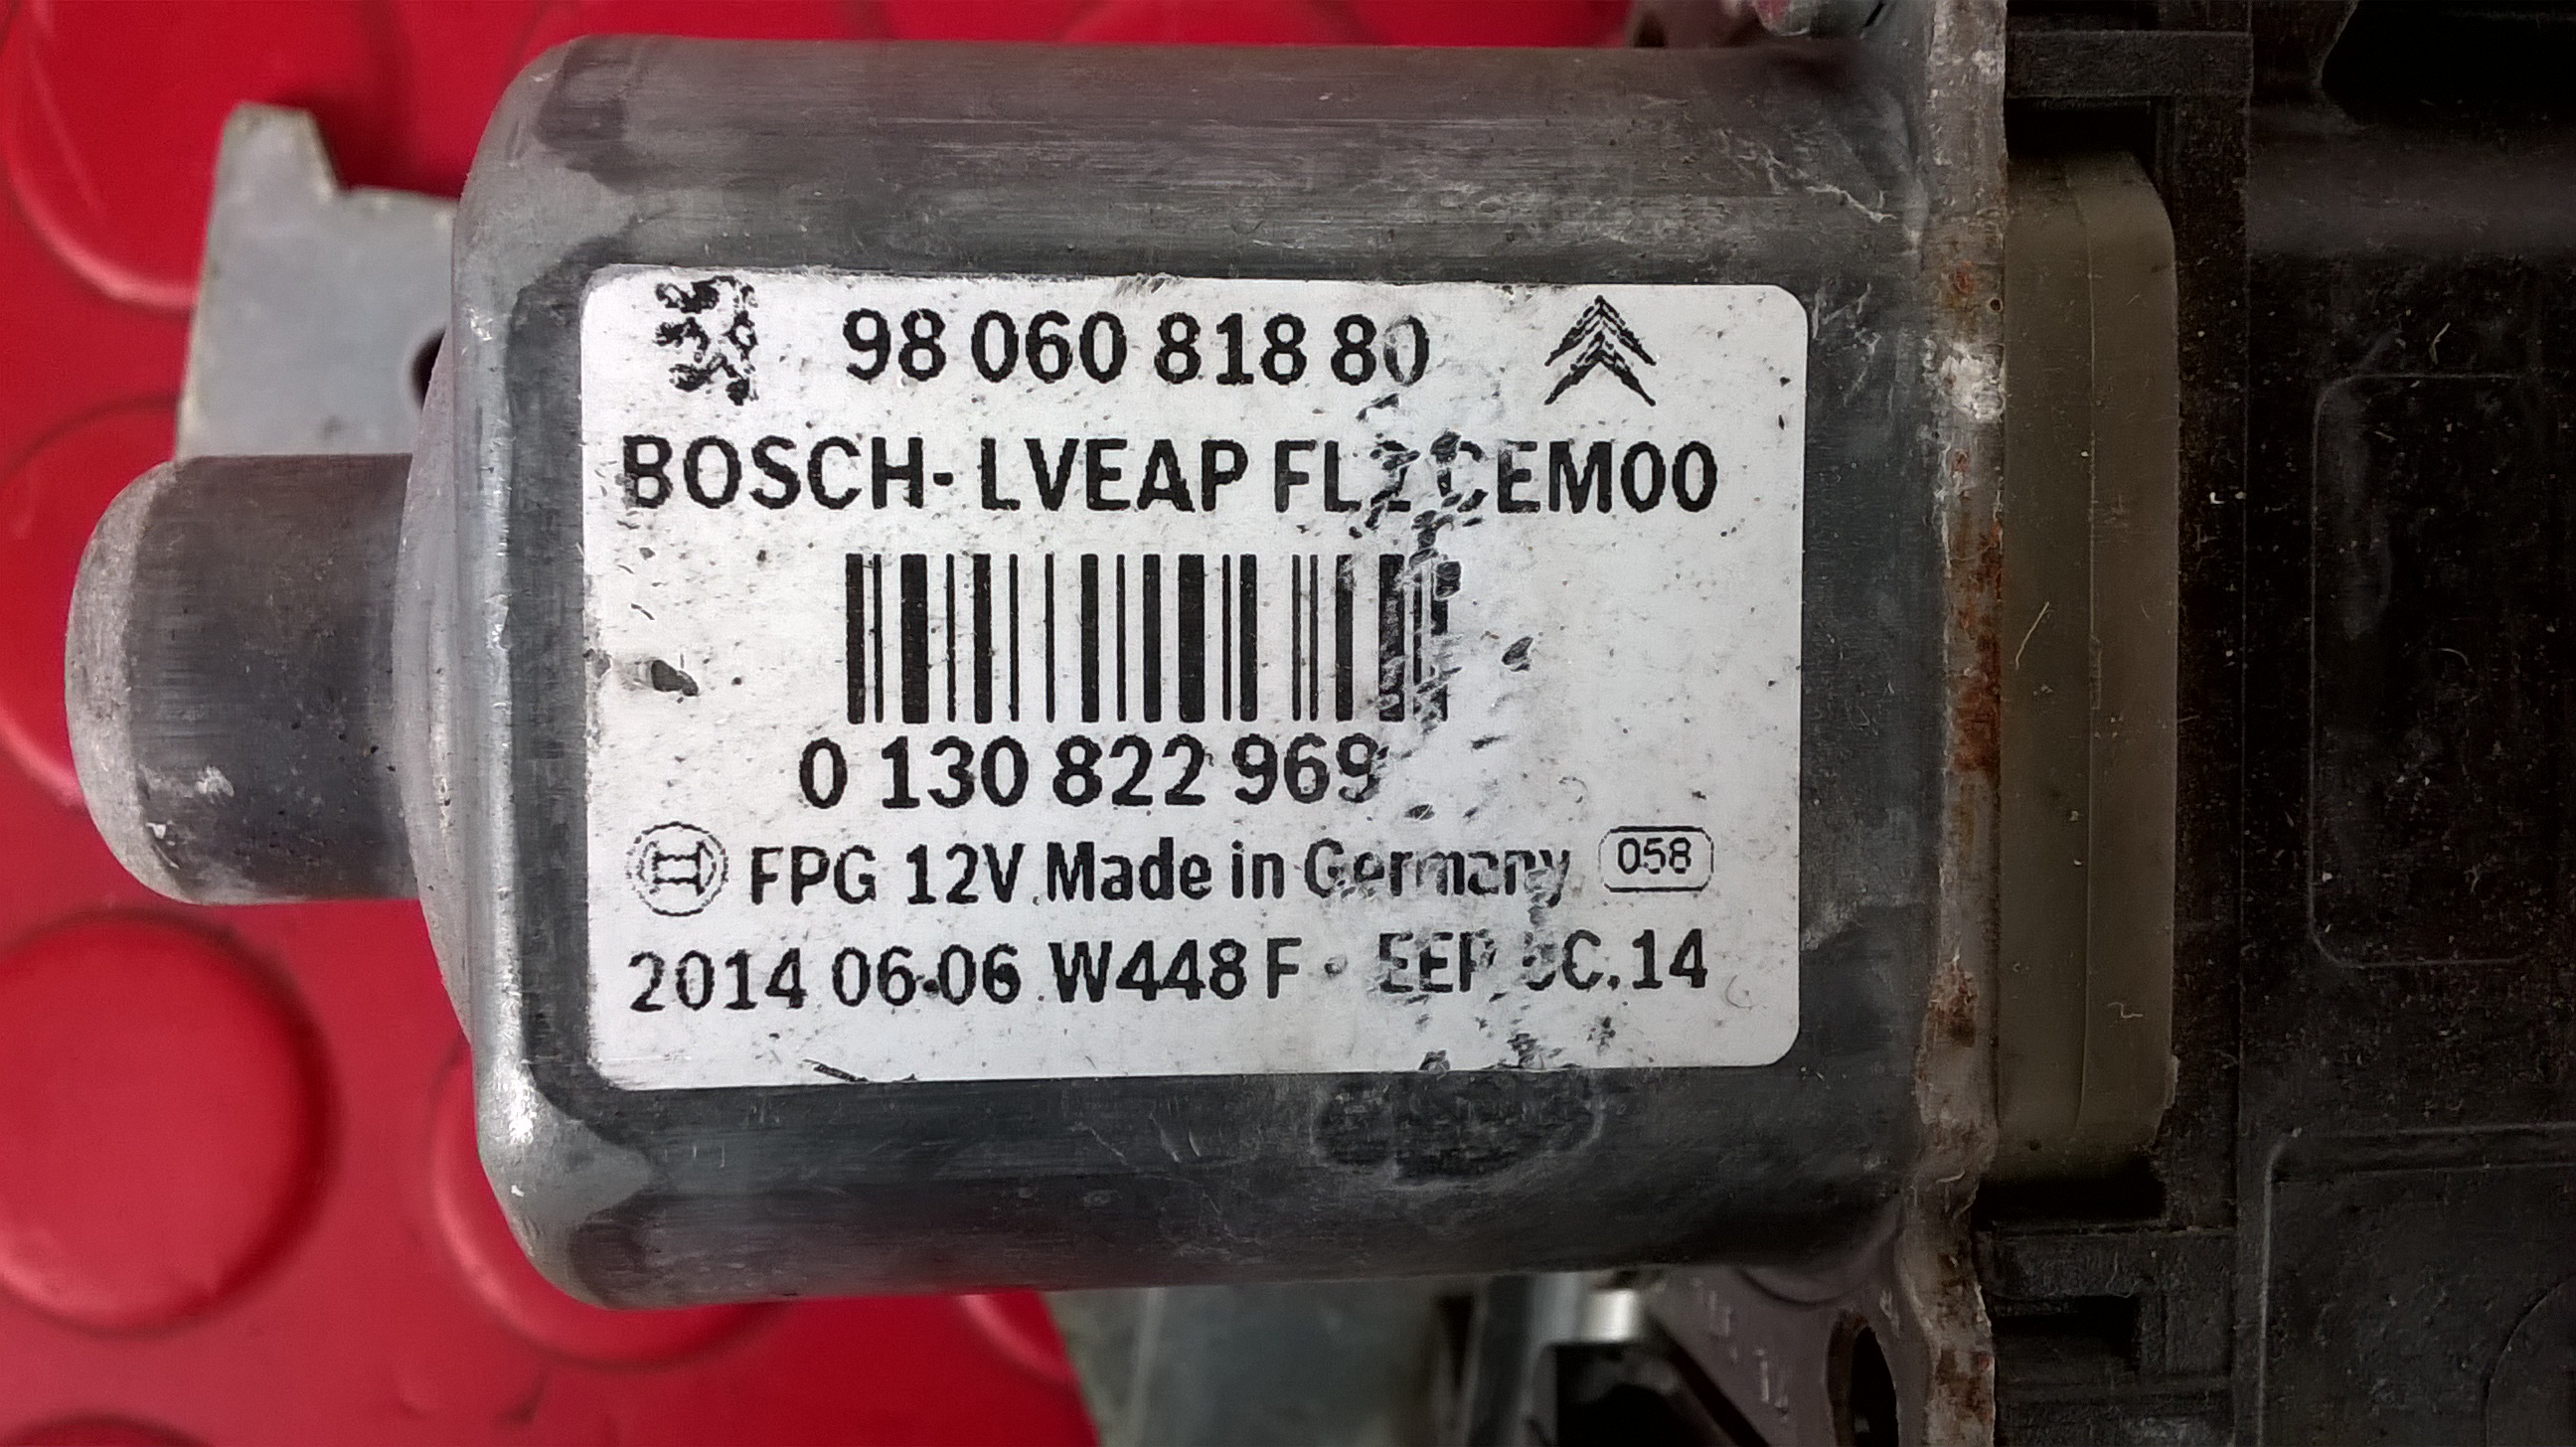 98 060 818 80
BOSCH- LVEAP
0 130 822 969
FPG 12V Made in Germany 058
2014 06.06 W448 F